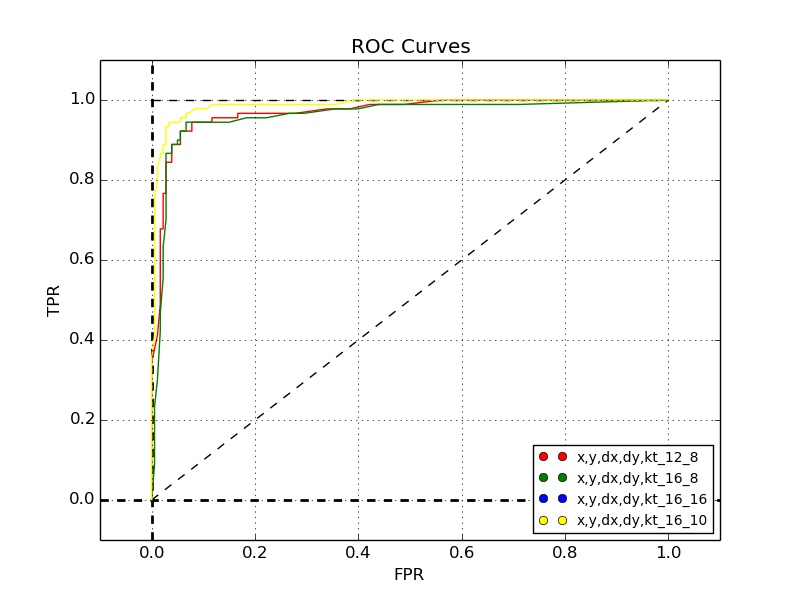 ROC Curves
TPR
1.0
0.8
0.6
0.4
0.2
0.0
x,y,dx,dy,kt_12_8
x,y,dx,dy,kt_16_8
x,y,dx,dy,kt_16_16
x,y,dx,dy,kt_16_10
0.0 0.2 0.4 0.6 0.8 1.0
FPR